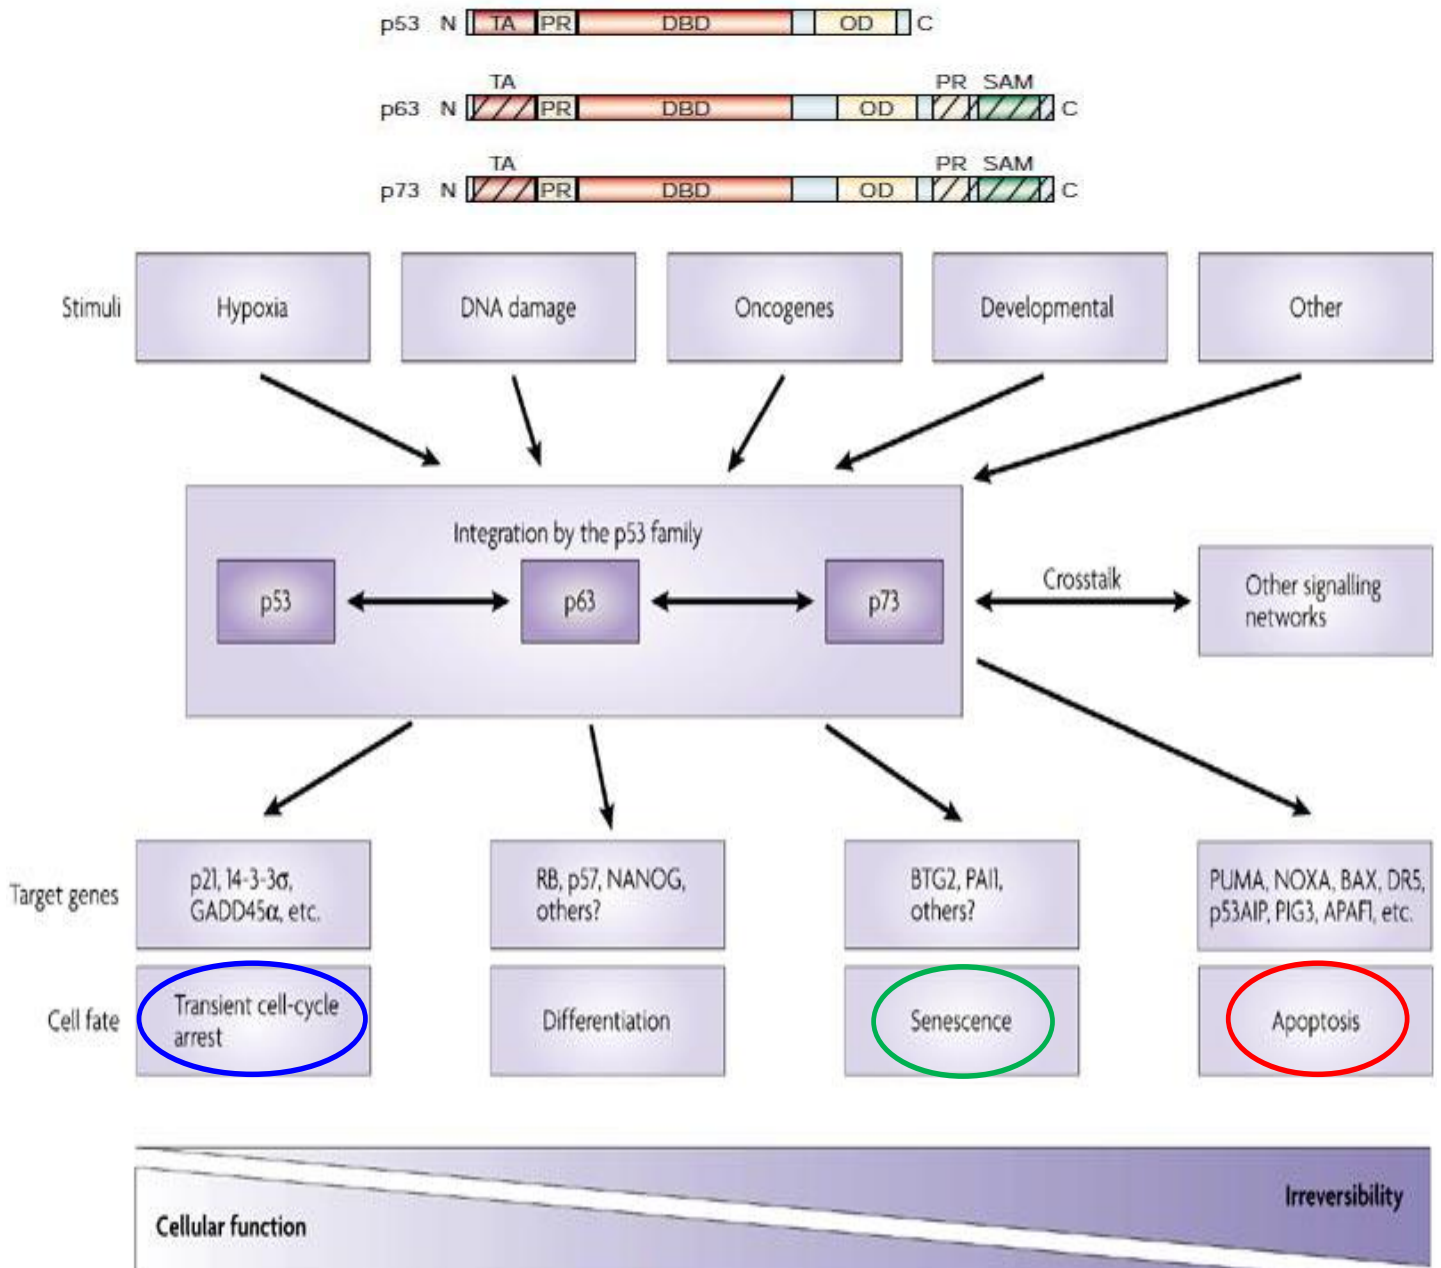 p53 N TA PR DBD OD C
TA PR SAM
p63 N PR DBD OD C
TA PR SAM
p73 N PR DBD OD C
Stimuli
Hypoxia
DNA damage
Oncogenes
Developmental
Other
Integration by the p53 family
p53
p63
p73
Crosstalk
Other signalling
networks
Target genes
p21, 14-3-3σ,
GADD45α, etc.
RB, p57, NANOG,
others?
BTG2, PAI1,
others?
PUMA, NOXA, BAX, DR5,
p53AIP, PIG3, APAF1, etc.
Cell fate
Transient cell-cycle
arrest
Differentiation
Senescence
Apoptosis
Irreversibility
Cellular function